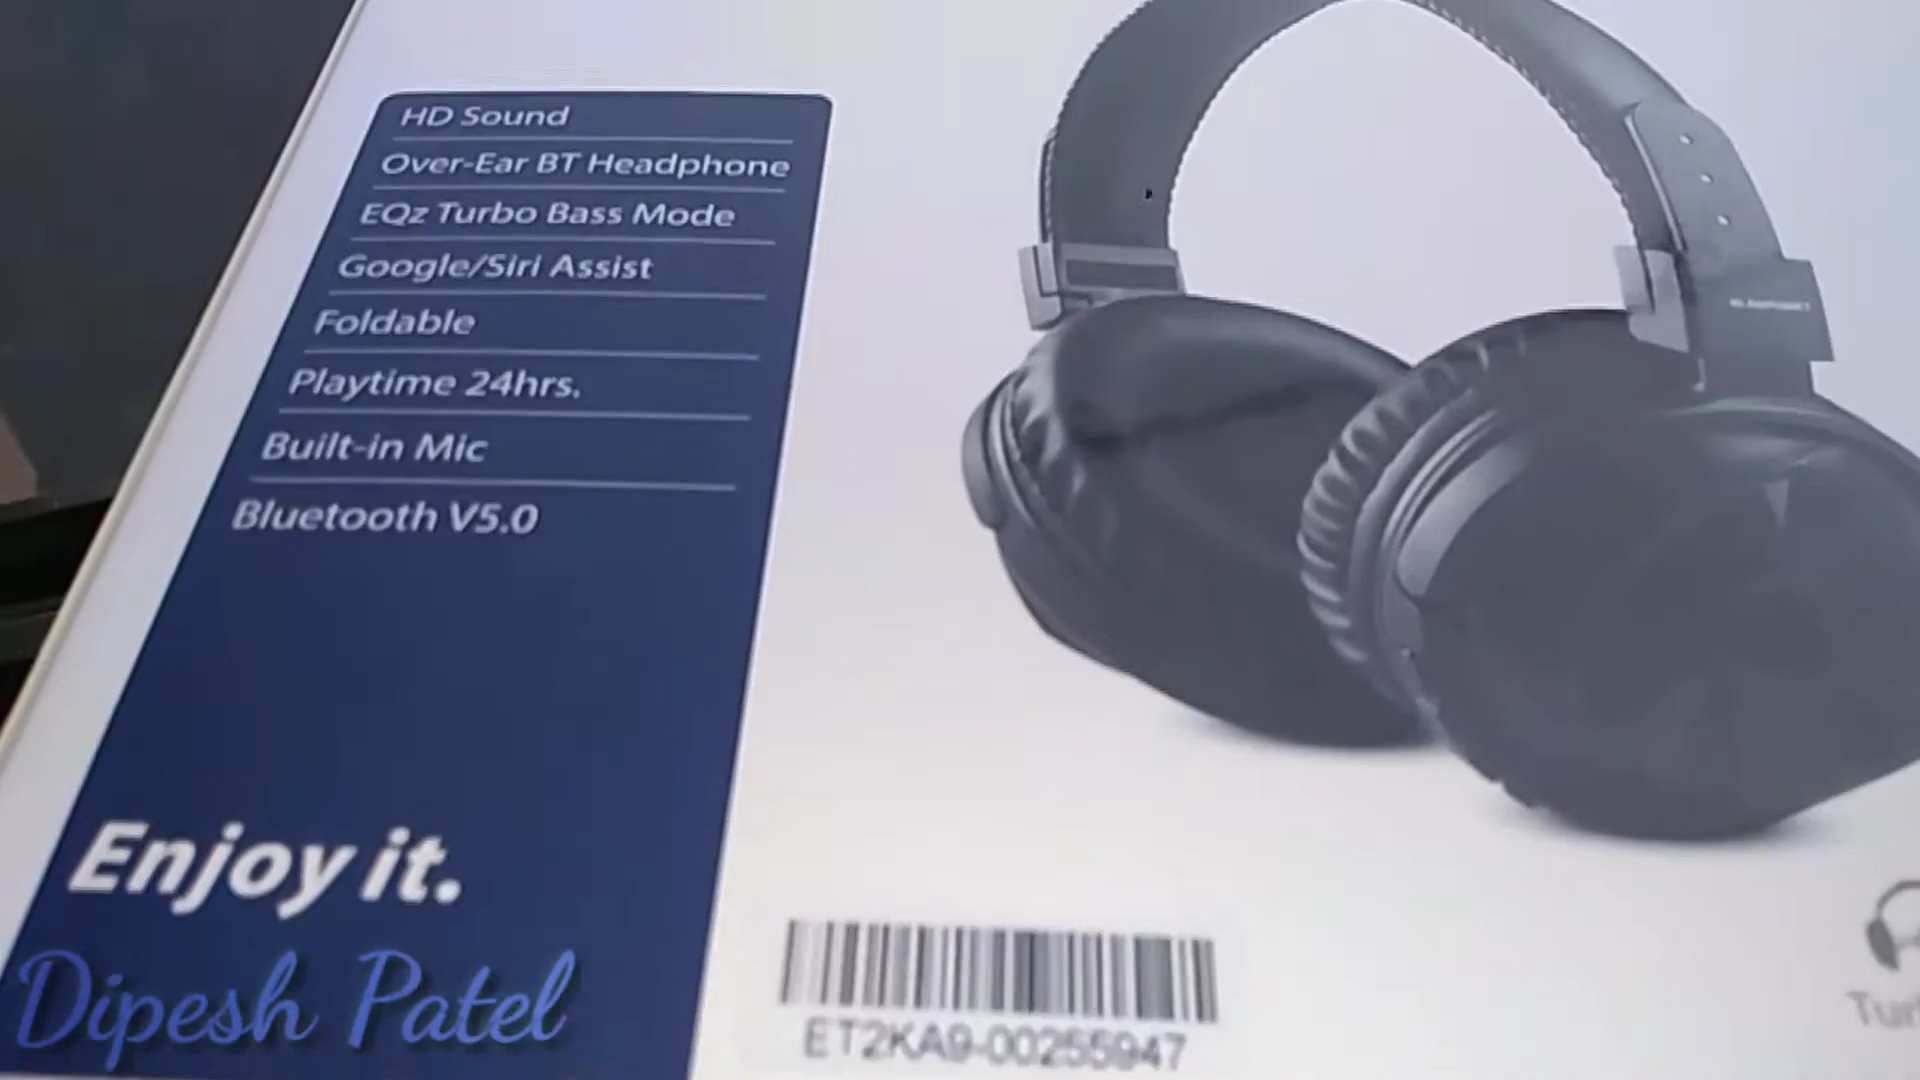 HD Sound
Over-Ear BT Headphone
EQz Turbo Bass Mode
Google/Siri Assist
Foldable
Playtime 24hrs.
Built-in Mic
Bluetooth V5.0
Enjoy it.
Dipesh Patel
ET2KA9-00255947